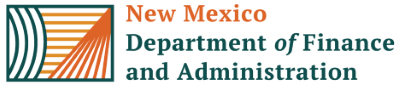 New Mexico
Department of Finance
and Administration